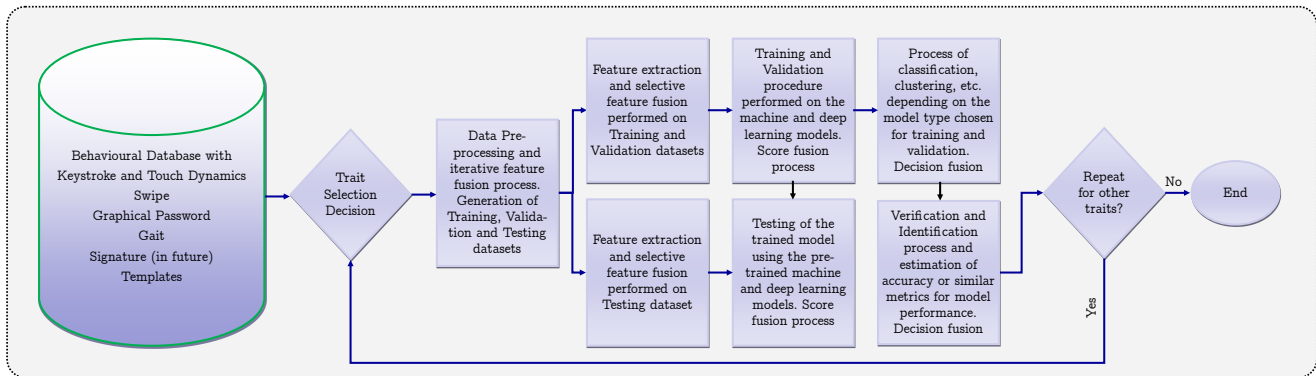 Behavioural Database with
Keystroke and Touch Dynamics
Swipe
Graphical Password
Gait
Signature (in future)
Templates
Trait
Selection
Decision
Data Pre-
processing and
iterative feature
fusion process.
Generation of
Training, Valida-
tion and Testing
datasets
Feature extraction
and selective
feature fusion
performed on
Training and
Validation datasets
Training and
Validation
procedure
performed on the
machine and deep
learning models.
Score fusion
process
Process of
classification,
clustering, etc.
depending on the
model type chosen
for training and
validation.
Decision fusion
Feature extraction
and selective
feature fusion
performed on
Testing dataset
Testing of the
trained model
using the pre-
trained machine
and deep learning
models. Score
fusion process
Verification and
Identification
process and
estimation of
accuracy or similar
metrics for model
performance.
Decision fusion
Repeat
for other
traits?
No
End
Yes